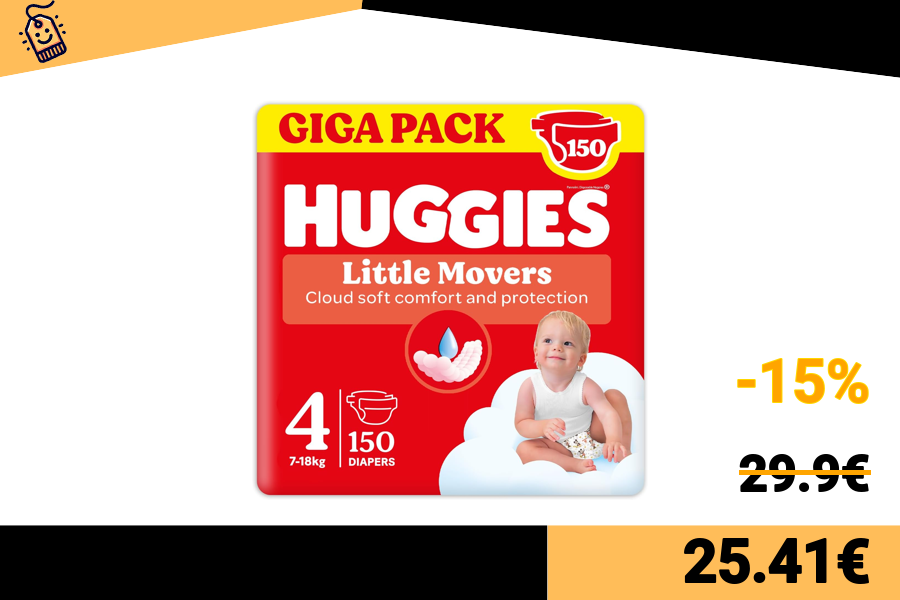 GIGA PACK
150
HUGGIES
Little Movers
Cloud soft comfort and protection
4
7-18kg
150
DIAPERS
-15%
29.9€
25.41€